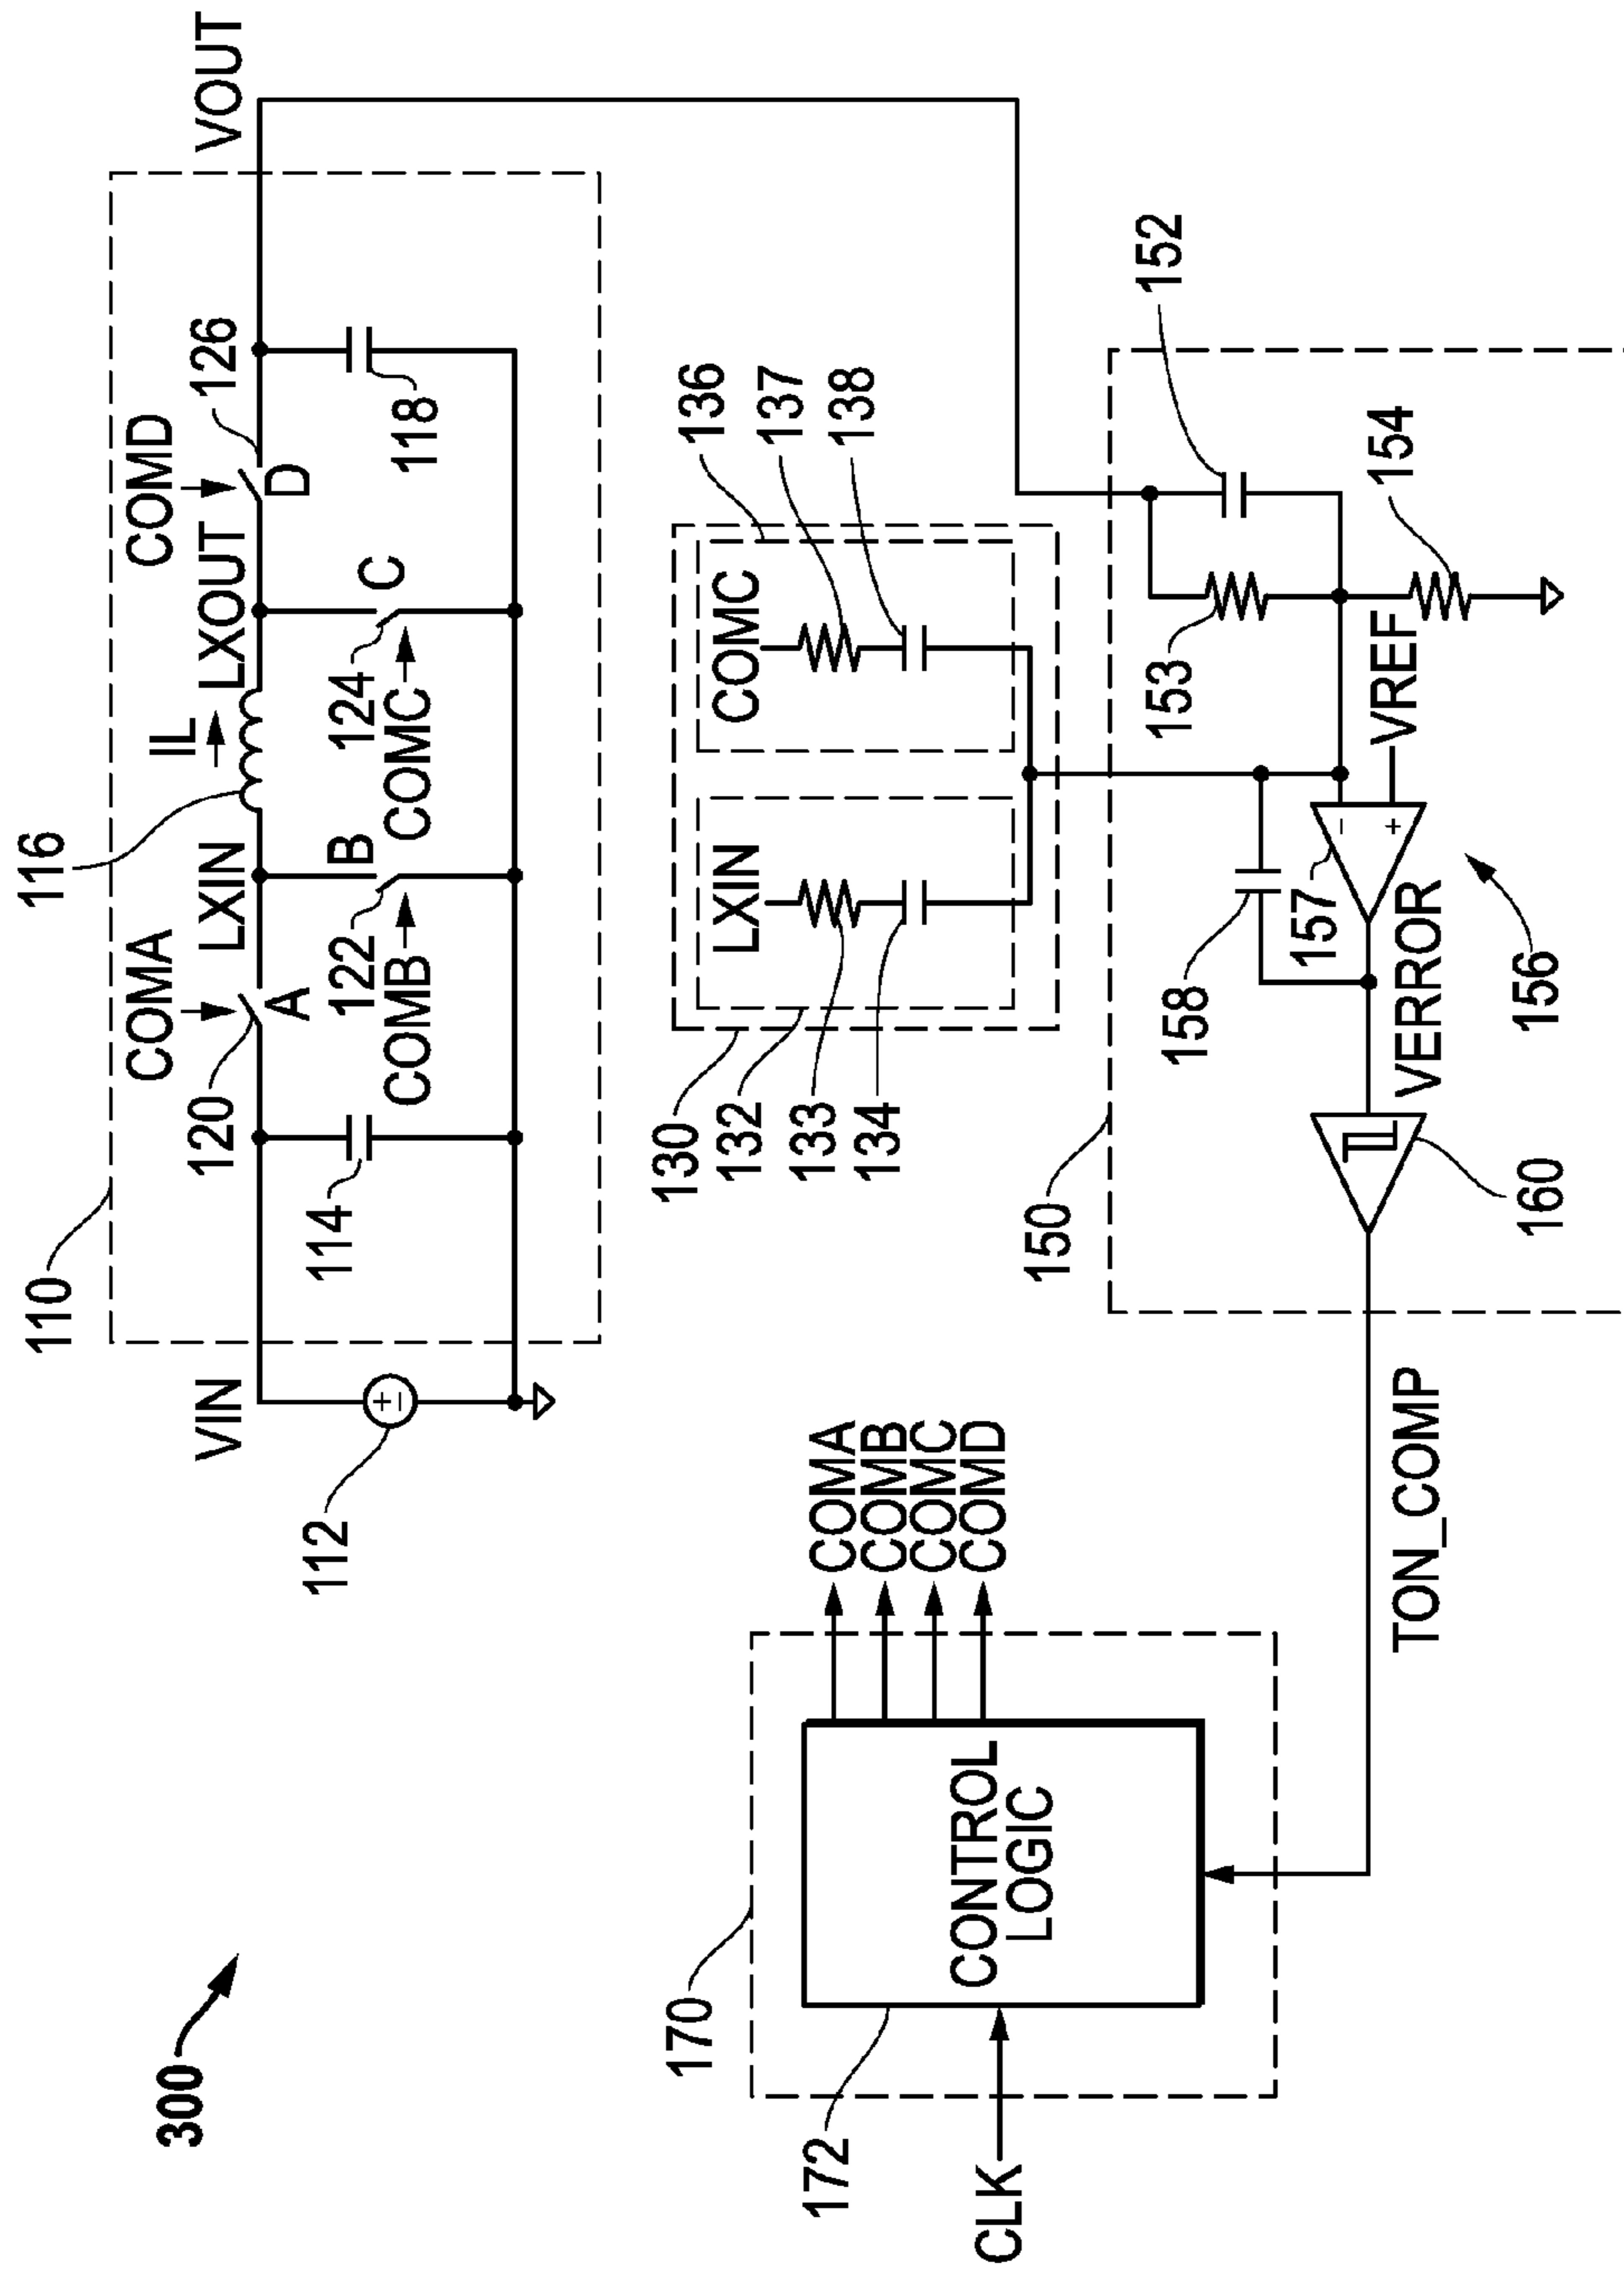 300
110
116
VIN
112
114
COMA
120
A
LXIN
IL
LXOUT
COMD
126
D
VOUT
122
B
COMB
124
C
COMC
118
+
−
130
132
133
134
LXIN
COMC
136
137
138
170
172
CLK
CONTROL
LOGIC
COMA
COMB
COMC
COMD
150
152
153
154
VREF
158
157
−
+
156
VERROR
160
TON_COMP